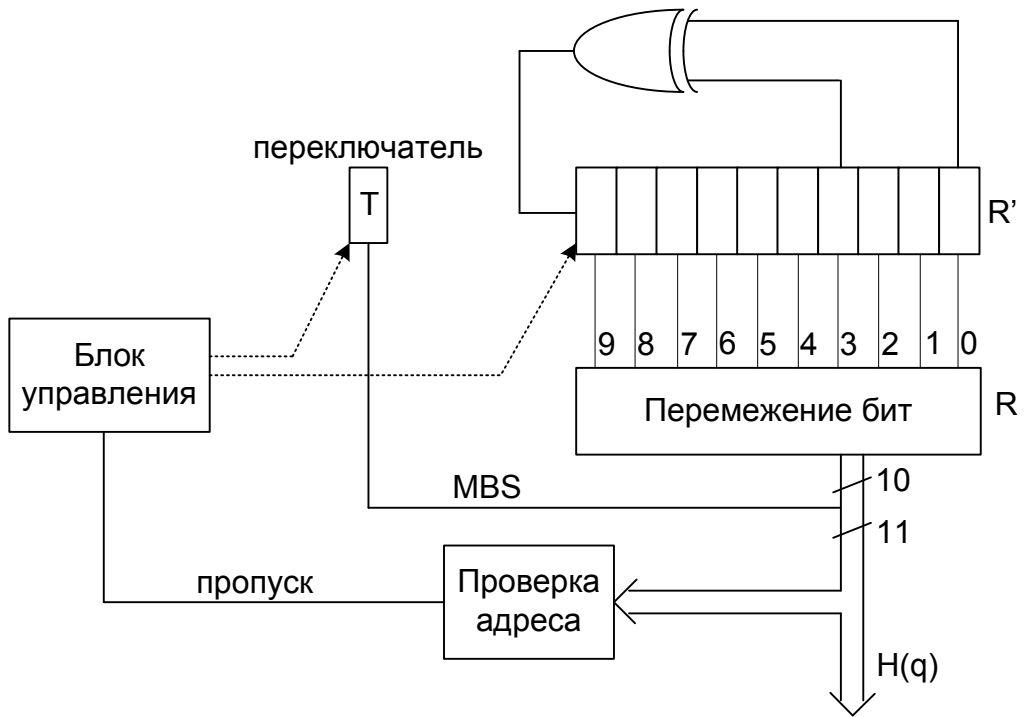 переключатель
T
R’
9 8 7 6 5 4 3 2 1 0
Блок
управления
Перемежение бит
R
10
MBS
11
пропуск
Проверка
адреса
H(q)